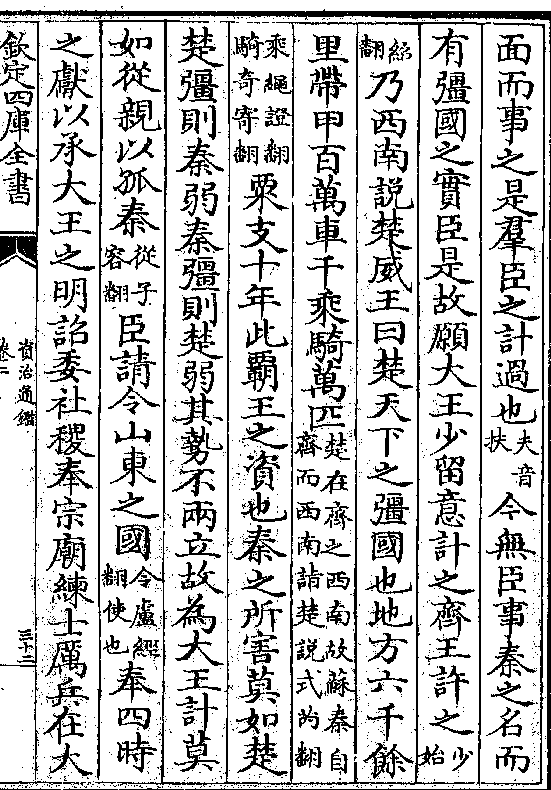 面而事之是羣臣之計過也夫音扶今無臣事秦之名而
有彊國之實臣是故願大王少留意計之齊王許之少始
紹翻乃西南說楚威王曰楚天下之彊國也地方六千餘
里帶甲百萬車千乘騎萬匹楚在齊之西南故蘇秦自齊而西南詣楚說式芮翻
乘繩證翻騎奇寄翻粟支十年此霸王之資也秦之所害莫如楚
楚彊則秦弱秦彊則楚弱其勢不兩立故為大王計莫
如從親以孤秦從子容翻臣請令山東之國令盧經翻使也奉四時
之獻以承大王之明詔委社稷奉宗廟練士厲兵在大
欽定四庫全書
資治通鑑
卷二
三十二